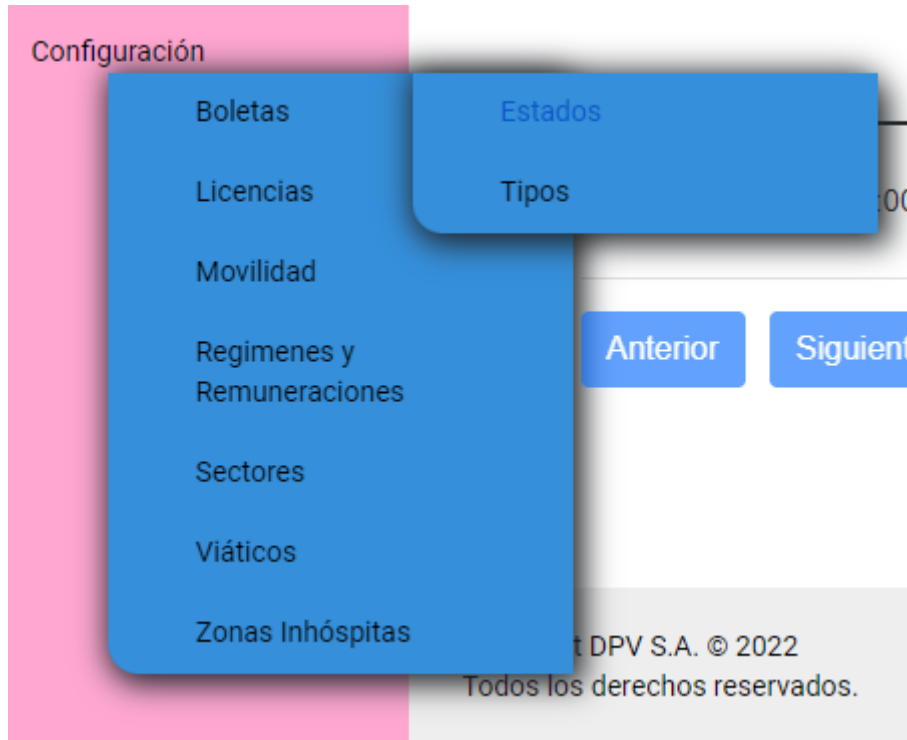 Configuración
Boletas
Estados
Licencias
Tipos
:00
Movilidad
Regimenes y
Remuneraciones
Anterior
Sectores
Viáticos
Zonas Inhóspitas
DPV S.A. © 2022
Todos los derechos reservados.